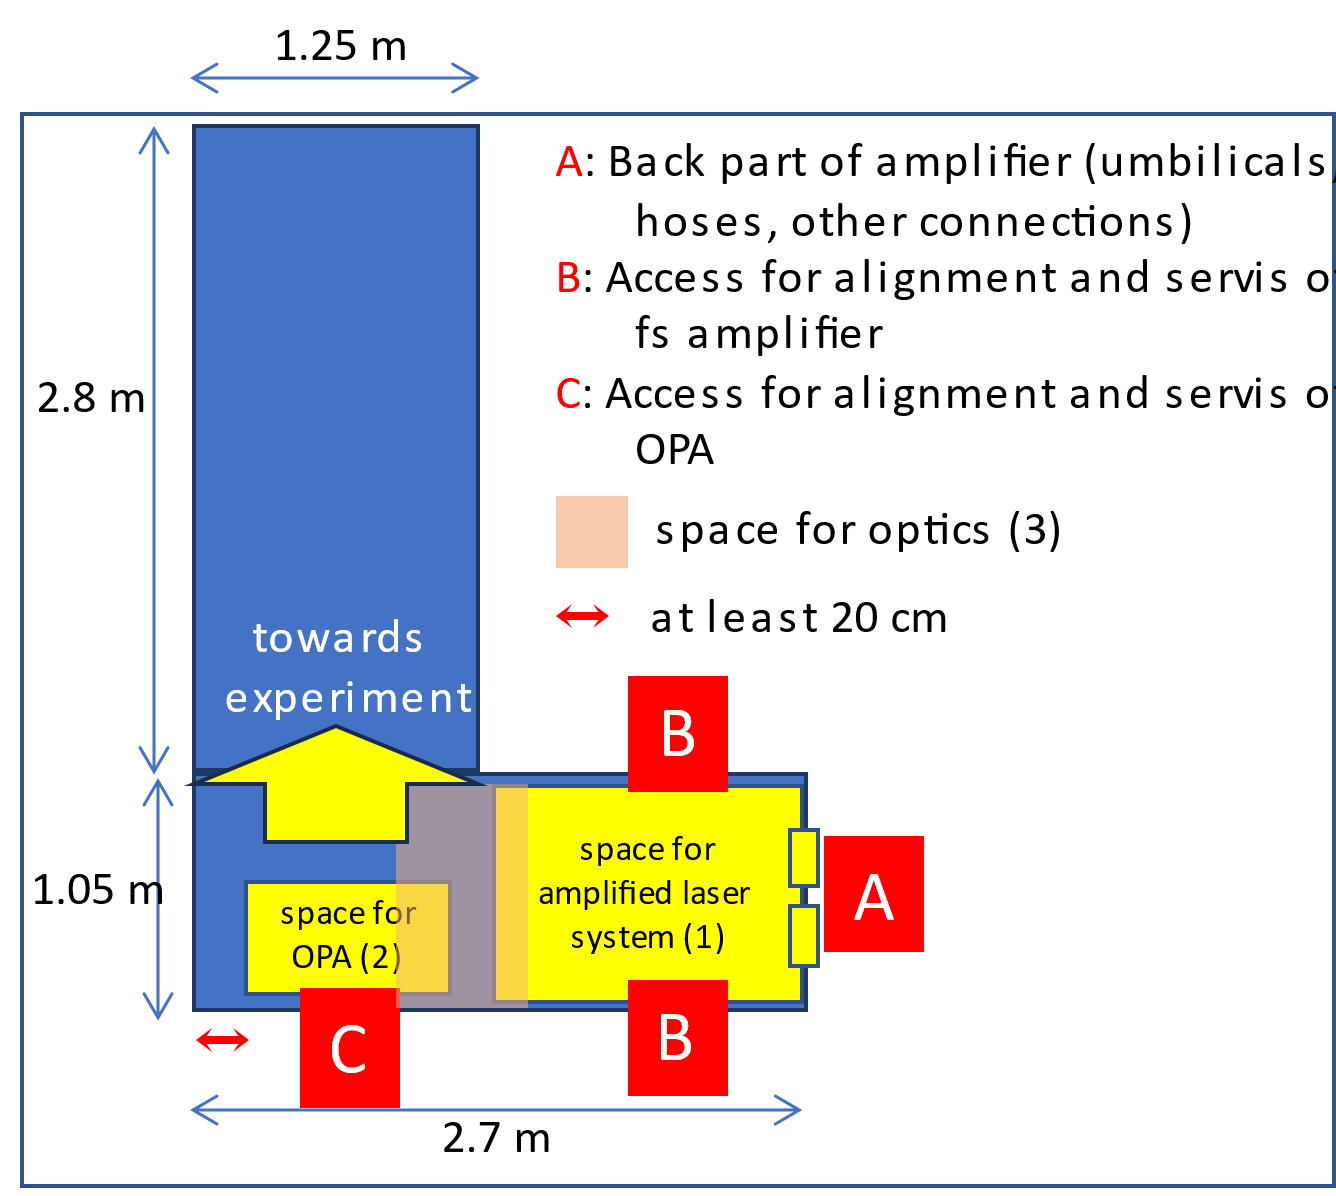 1.25 m
A: Back part of amplifier (umbilicals,
hoses, other connections)
B: Access for alignment and servis of
fs amplifier
2.8 m
C: Access for alignment and servis of
OPA
space for optics (3)
at least 20 cm
towards
experiment
B
space for
amplified laser
system (1)
A
1.05 m
space for
OPA (2)
C
B
2.7 m